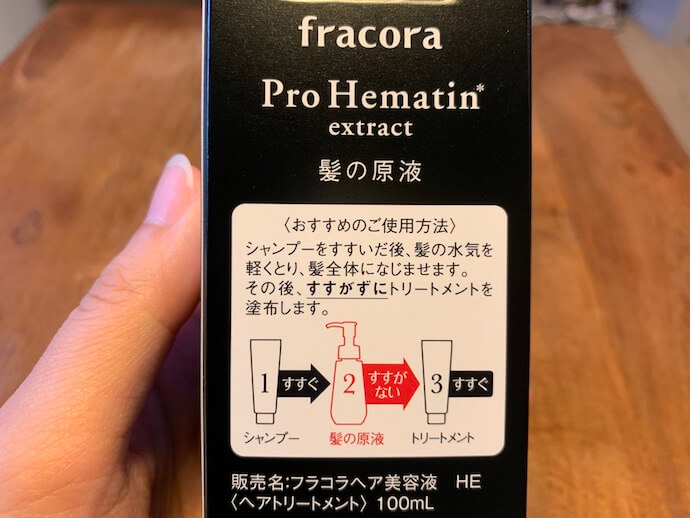 fracora
Pro Hematin*
extract
髪の原液
〈おすすめのご使用方法〉
シャンプーをすすいだ後、髪の水気を
軽くとり、髪全体になじませます。
その後、すすがずにトリートメントを
塗布します。
1 すすぐ 2 すすが
ない 3 すすぐ
シャンプー 髪の原液 トリートメント
販売名:フラコラヘア美容液 HE
〈ヘアトリートメント〉 100mL